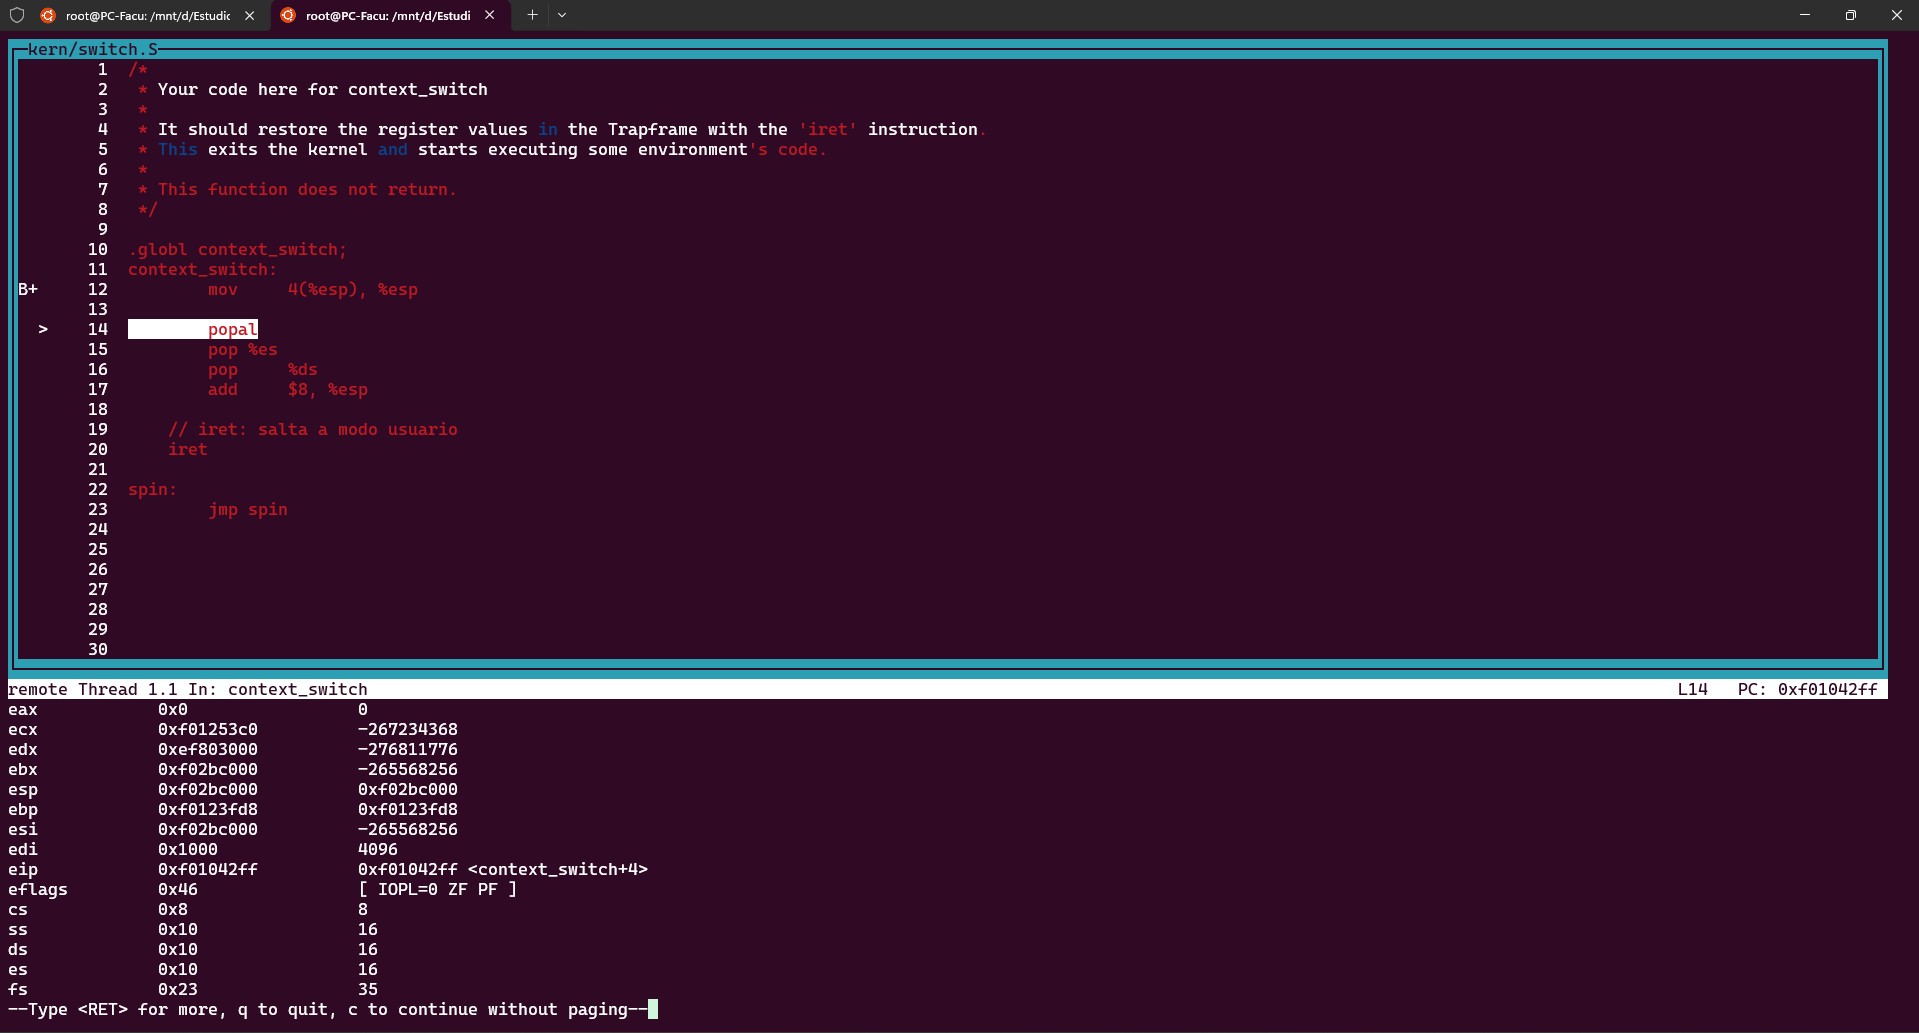 root@PC-Facu: /mnt/d/Estudic
root@PC-Facu: /mnt/d/Estudi
kern/switch.S
1 /*
2  * Your code here for context_switch
3  *
4  * It should restore the register values in the Trapframe with the 'iret' instruction.
5  * This exits the kernel and starts executing some environment's code.
6  *
7  * This function does not return.
8  */
9
10 .globl context_switch;
11 context_switch:
B+ 12 mov 4(%esp), %esp
13
> 14 popal
15 pop %es
16 pop %ds
17 add $8, %esp
18
19 // iret: salta a modo usuario
20 iret
21
22 spin:
23 jmp spin
24
25
26
27
28
29
30
remote Thread 1.1 In: context_switch L14 PC: 0xf01042ff
eax 0x0 0
ecx 0xf01253c0 -267234368
edx 0xef803000 -276811776
ebx 0xf02bc000 -265568256
esp 0xf02bc000 0xf02bc000
ebp 0xf0123fd8 0xf0123fd8
esi 0xf02bc000 -265568256
edi 0x1000 4096
eip 0xf01042ff 0xf01042ff <context_switch+4>
eflags 0x46 [ IOPL=0 ZF PF ]
cs 0x8 8
ss 0x10 16
ds 0x10 16
es 0x10 16
fs 0x23 35
--Type <RET> for more, q to quit, c to continue without paging--